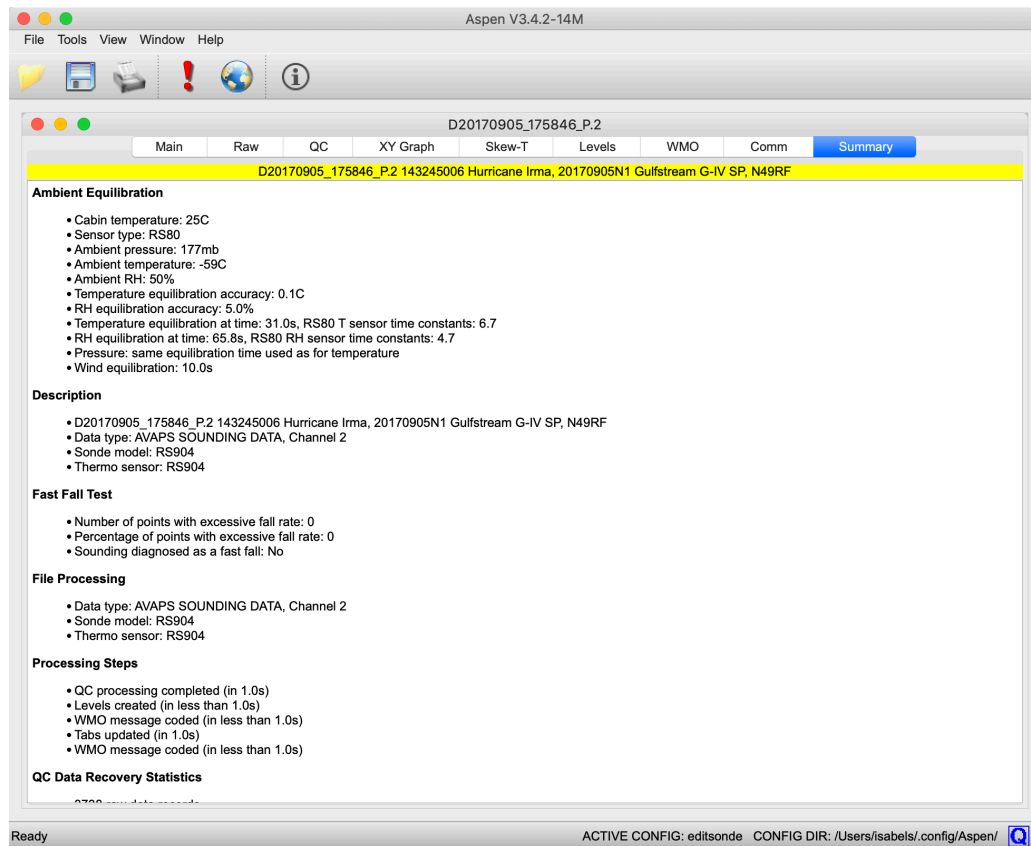 Aspen V3.4.2-14M
File Tools View Window Help
D20170905_175846_P.2
Main Raw QC XY Graph Skew-T Levels WMO Comm Summary
D20170905_175846_P.2 143245006 Hurricane Irma, 20170905N1 Gulfstream G-IV SP, N49RF
Ambient Equilibration
• Cabin temperature: 25C
• Sensor type: RS80
• Ambient pressure: 177mb
• Ambient temperature: -59C
• Ambient RH: 50%
• Temperature equilibration accuracy: 0.1C
• RH equilibration accuracy: 5.0%
• Temperature equilibration at time: 31.0s, RS80 T sensor time constants: 6.7
• RH equilibration at time: 65.8s, RS80 RH sensor time constants: 4.7
• Pressure: same equilibration time used as for temperature
• Wind equilibration: 10.0s
Description
• D20170905_175846_P.2 143245006 Hurricane Irma, 20170905N1 Gulfstream G-IV SP, N49RF
• Data type: AVAPS SOUNDING DATA, Channel 2
• Sonde model: RS904
• Thermo sensor: RS904
Fast Fall Test
• Number of points with excessive fall rate: 0
• Percentage of points with excessive fall rate: 0
• Sounding diagnosed as a fast fall: No
File Processing
• Data type: AVAPS SOUNDING DATA, Channel 2
• Sonde model: RS904
• Thermo sensor: RS904
Processing Steps
• QC processing completed (in 1.0s)
• Levels created (in less than 1.0s)
• WMO message coded (in less than 1.0s)
• Tabs updated (in 1.0s)
• WMO message coded (in less than 1.0s)
QC Data Recovery Statistics
raw data records
Ready ACTIVE CONFIG: editsonde CONFIG DIR: /Users/isabels/.config/Aspen/ Q